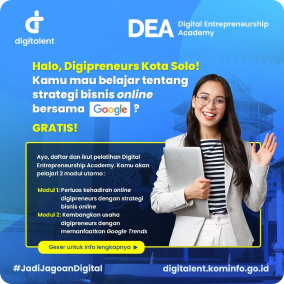 digitalent
DEA
Digital Entrepreneurship
Academy
Halo, Digipreneurs Kota Solo!
Kamu mau belajar tentang
strategi bisnis online
bersama Google ?
GRATIS!
Ayo, daftar dan ikut pelatihan Digital
Entrepreneurship Academy. Kamu akan
pelajari 2 modul utama :
Modul 1: Perluas kehadiran online
digipreneurs dengan strategi
bisnis online
Modul 2: Kembangkan usaha
digipreneurs dengan
memanfaatkan Google Trends
Geser untuk info lengkapnya
#JadiJagoanDigital
digitalent.kominfo.go.id